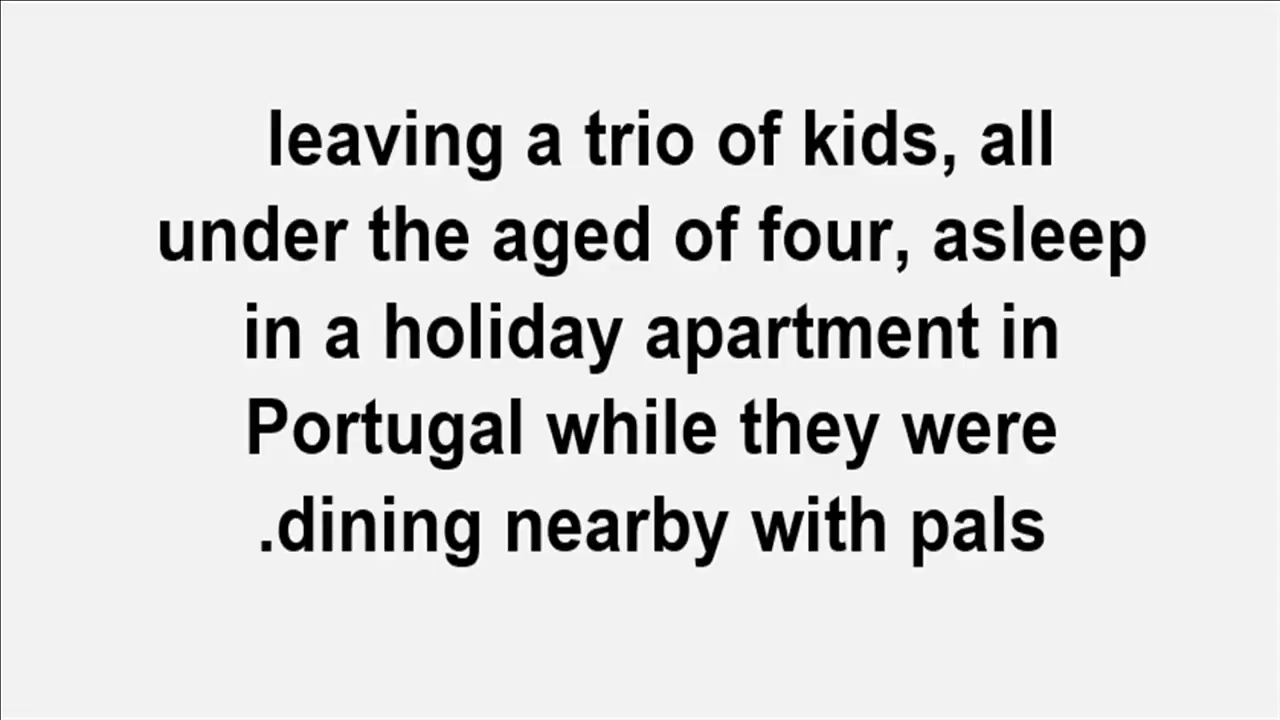 leaving a trio of kids, all
under the aged of four, asleep
in a holiday apartment in
Portugal while they were
.dining nearby with pals